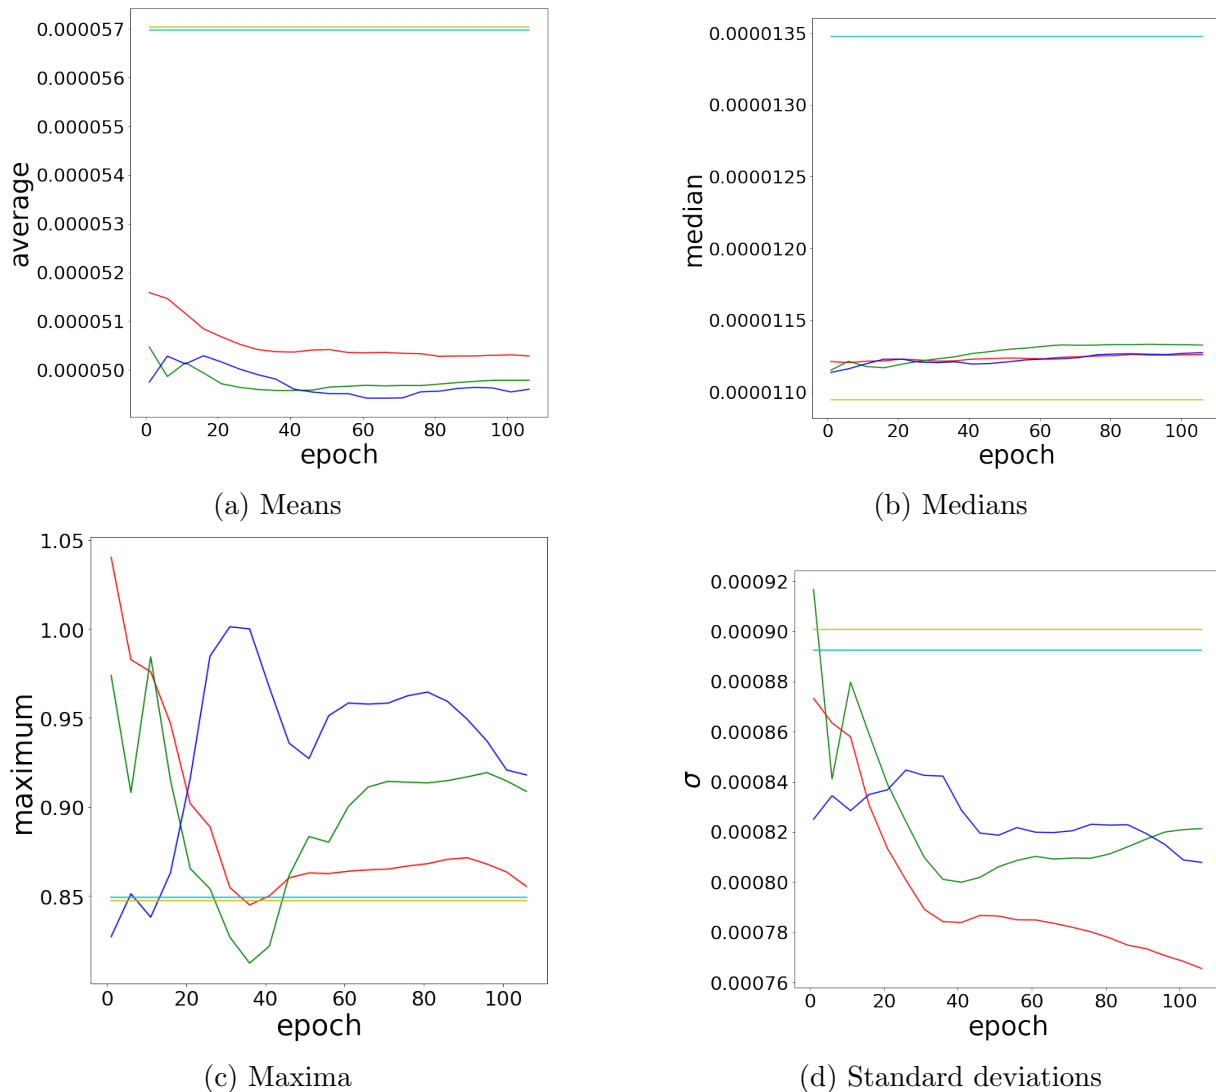 0.000057
0.000056
0.000055
0.000054
0.000053
0.000052
0.000051
0.000050
average
0 20 40 60 80 100
epoch
(a) Means
0.0000135
0.0000130
0.0000125
0.0000120
0.0000115
0.0000110
median
0 20 40 60 80 100
epoch
(b) Medians
1.05
1.00
0.95
0.90
0.85
maximum
0 20 40 60 80 100
epoch
(c) Maxima
0.00092
0.00090
0.00088
0.00086
0.00084
0.00082
0.00080
0.00078
0.00076
σ
0 20 40 60 80 100
epoch
(d) Standard deviations